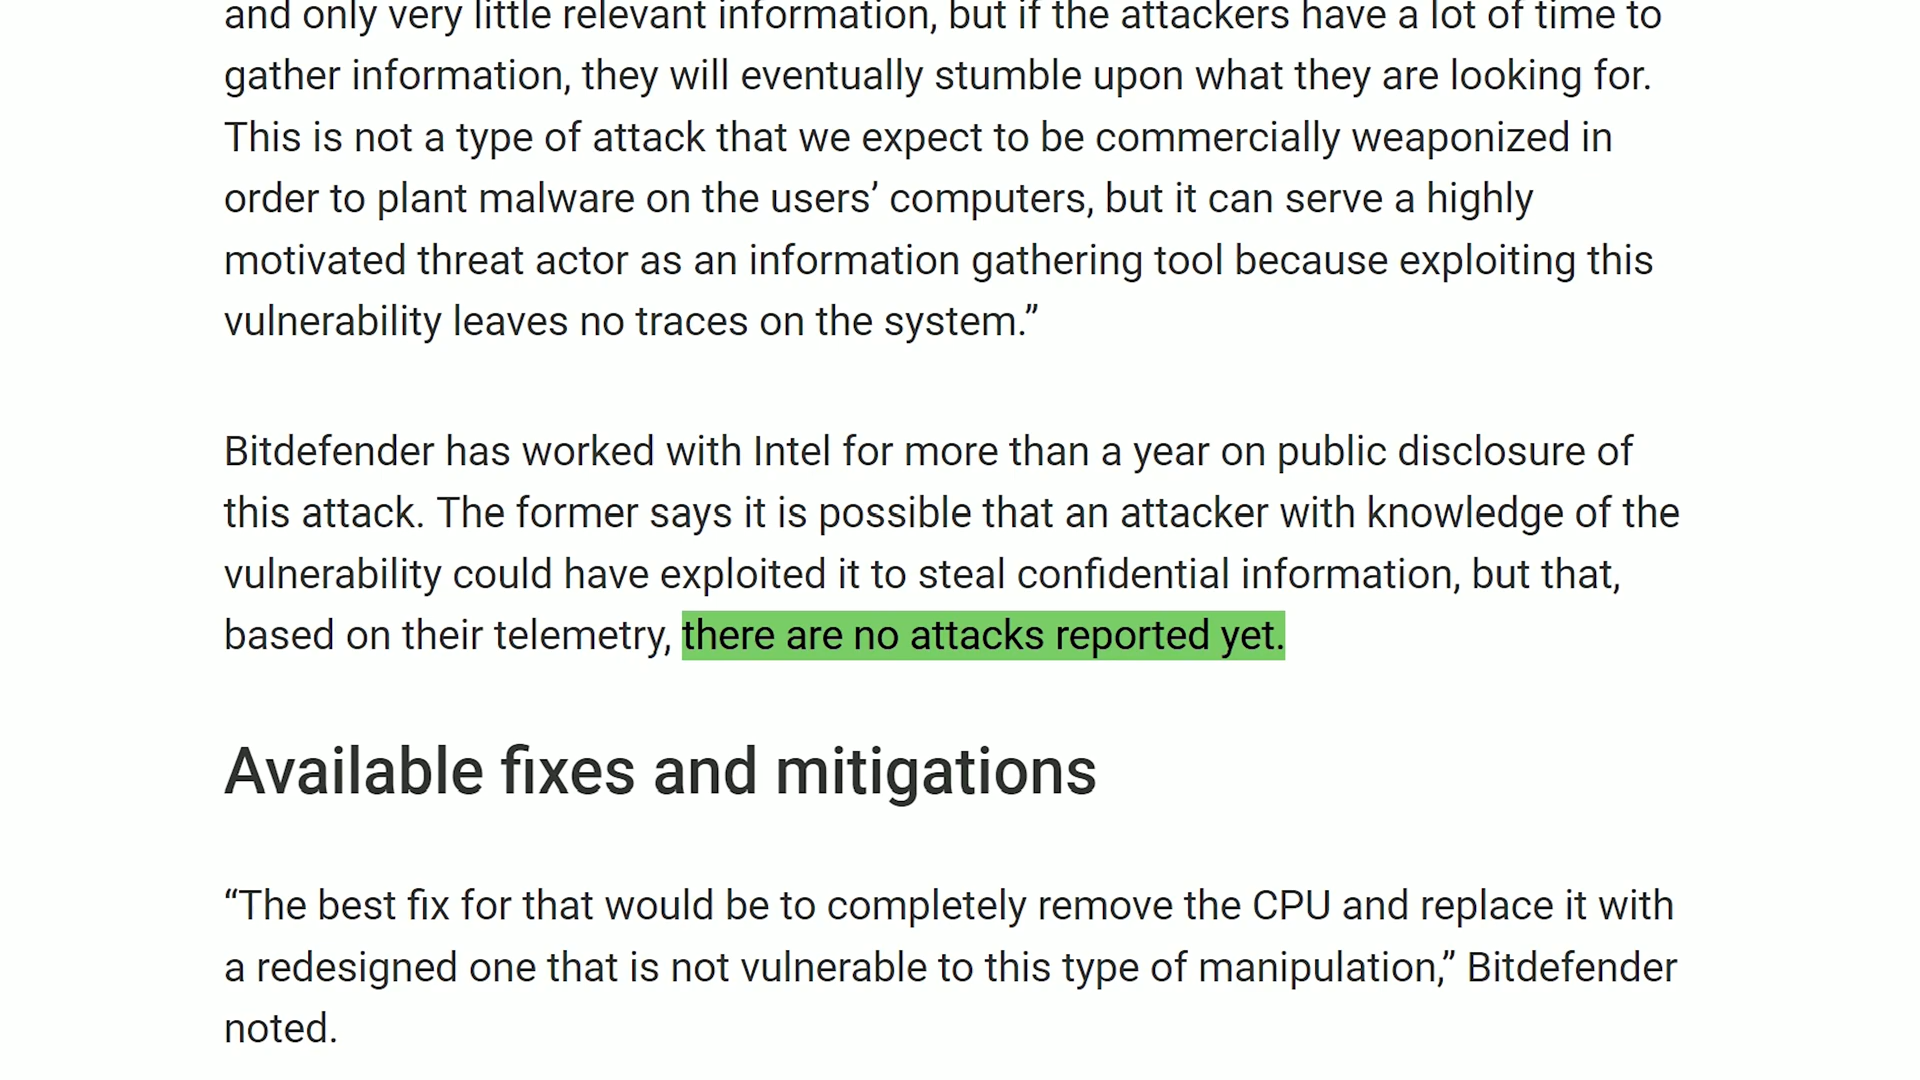 and only very little relevant information, but if the attackers have a lot of time to
gather information, they will eventually stumble upon what they are looking for.
This is not a type of attack that we expect to be commercially weaponized in
order to plant malware on the users’ computers, but it can serve a highly
motivated threat actor as an information gathering tool because exploiting this
vulnerability leaves no traces on the system.”
Bitdefender has worked with Intel for more than a year on public disclosure of
this attack. The former says it is possible that an attacker with knowledge of the
vulnerability could have exploited it to steal confidential information, but that,
based on their telemetry, there are no attacks reported yet.
Available fixes and mitigations
“The best fix for that would be to completely remove the CPU and replace it with
a redesigned one that is not vulnerable to this type of manipulation,” Bitdefender
noted.